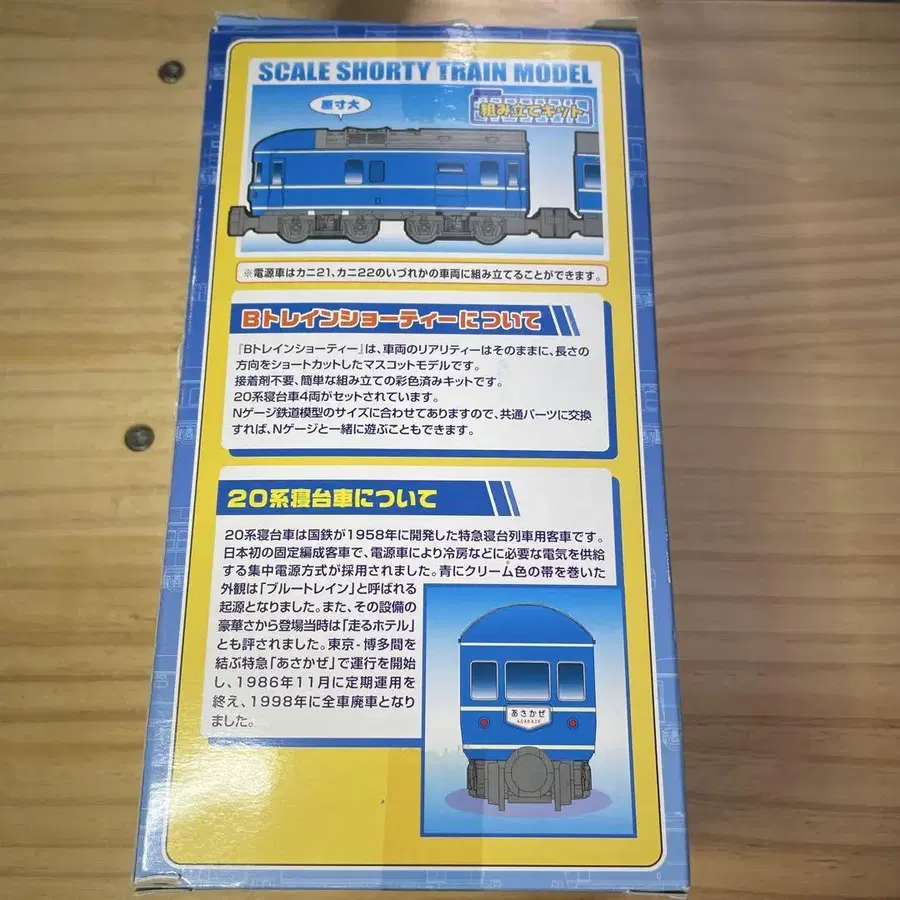 SCALE SHORTY TRAIN MODEL
原寸大
組み立てキット
※電源車はカニ21、カニ22のいづれかの車両に組み立てることができます。
Bトレインショーティーについて
『Bトレインショーティー』は、車両のリアリティーはそのままに、長さの
方向をショートカットしたマスコットモデルです。
接着剤不要、簡単な組み立ての彩色済みキットです。
20系寝台車4両がセットされています。
Nゲージ鉄道模型のサイズに合わせてありますので、共通パーツに交換
すれば、Nゲージと一緒に遊ぶこともできます。
20系寝台車について
20系寝台車は国鉄が1958年に開発した特急寝台列車用客車です。
日本初の固定編成客車で、電源車により冷房などに必要な電気を供給
する集中電源方式が採用されました。青にクリーム色の帯を巻いた
外観は「ブルートレイン」と呼ばれる
起源となりました。また、その設備の
豪華さから登場当時は「走るホテル」
とも評されました。東京-博多間を
結ぶ特急「あさかぜ」で運行を開始
し、1986年11月に定期運用を
終え、1998年に全車廃車となり
ました。
あさかぜ
ASAKAZE